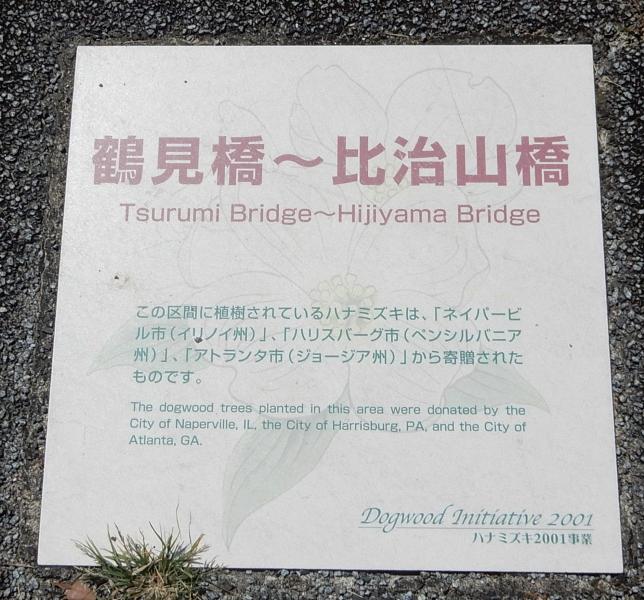 鶴見橋～比治山橋
Tsurumi Bridge～Hijiyama Bridge
この区間に植樹されているハナミズキは、「ネイパービ
ル市（イリノイ州）」、「ハリスバーグ市（ペンシルバニア
州）」、「アトランタ市（ジョージア州）」から寄贈された
ものです。
The dogwood trees planted in this area were donated by the
City of Naperville, IL, the City of Harrisburg, PA, and the City of
Atlanta, GA.
Dogwood Initiative 2001
ハナミズキ2001事業